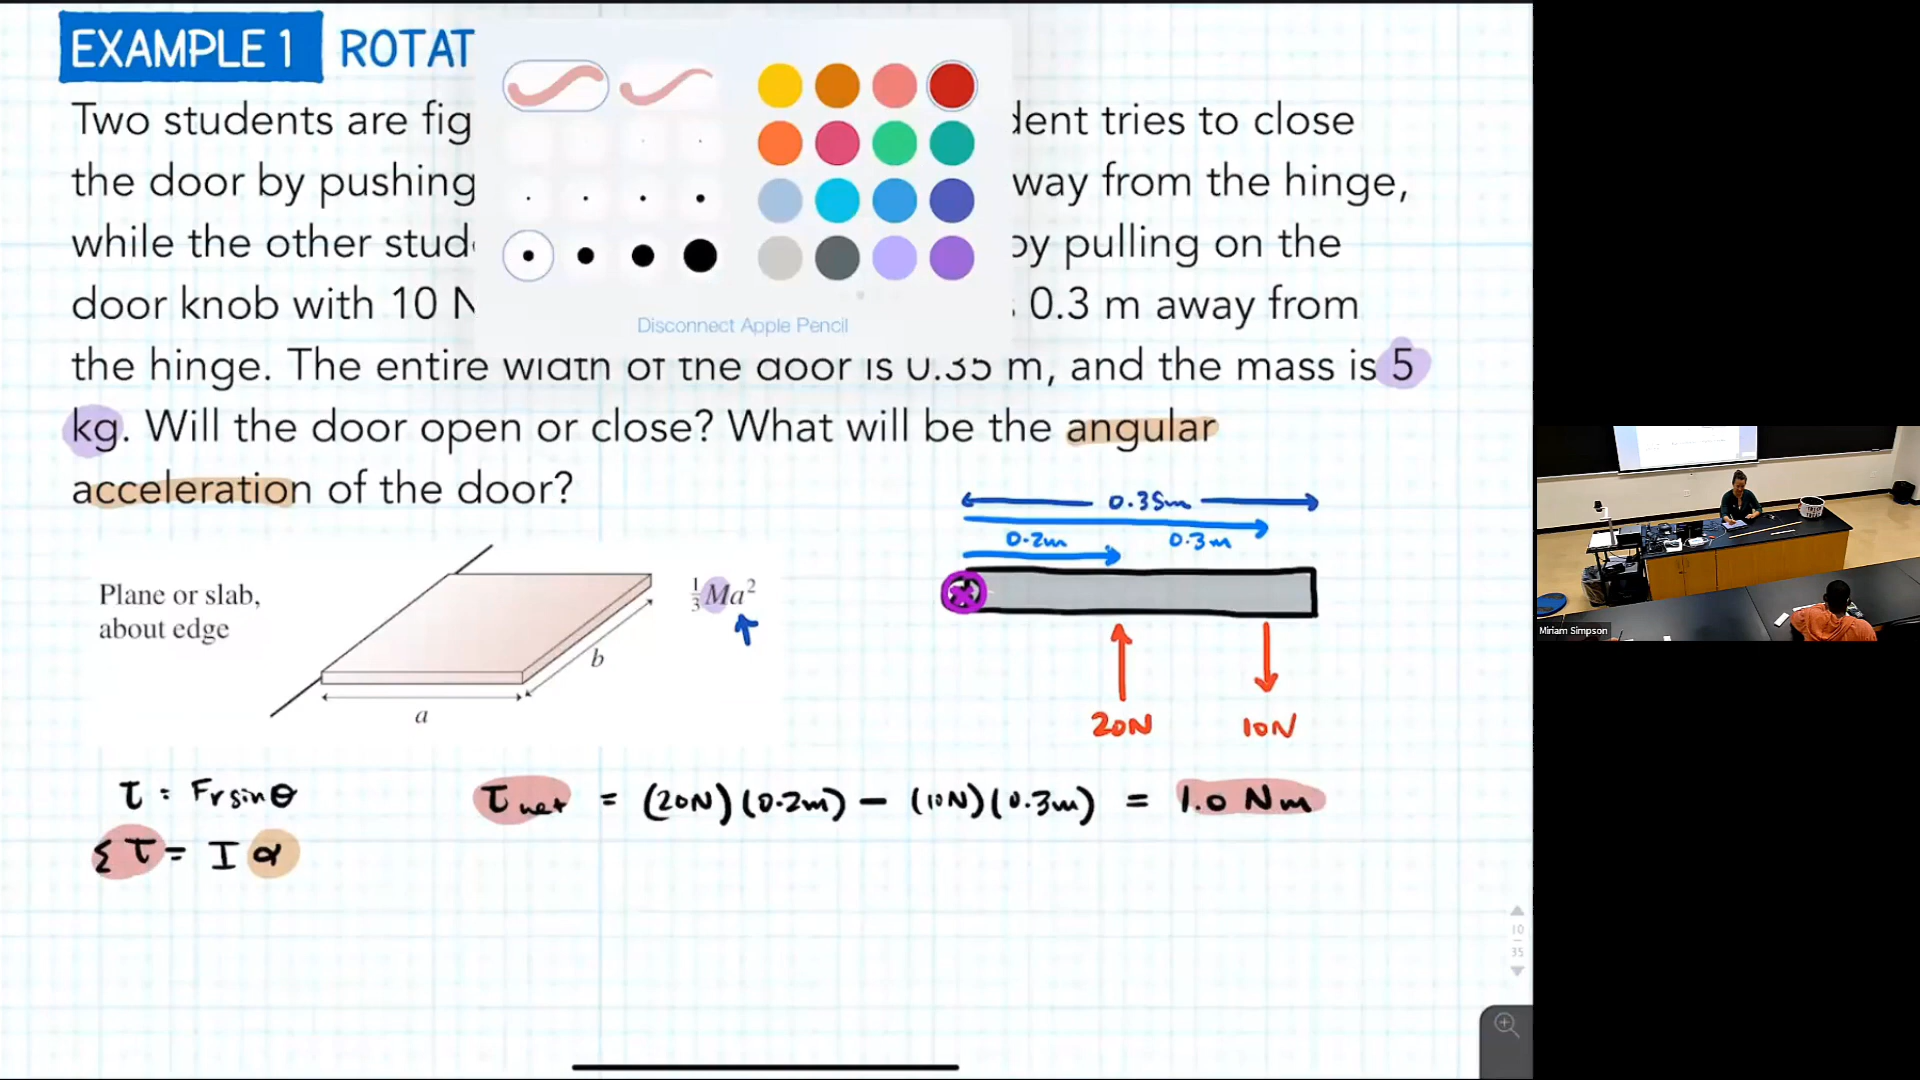 EXAMPLE 1 ROTAT
Two students are fig dent tries to close
the door by pushing way from the hinge,
while the other stud by pulling on the
door knob with 10 N 0.3 m away from
Disconnect Apple Pencil
the hinge. The entire width of the door is 0.35 m, and the mass is 5
kg. Will the door open or close? What will be the angular
acceleration of the door?
0.35m
0.2m 0.3m
Plane or slab,
about edge
⅓Ma²
b
a
20N 10N
τ = Fr sinθ
τ net = (20N)(0.2m) − (10N)(0.3m) = 1.0 Nm
Σ τ = I α
10
35
Miriam Simpson